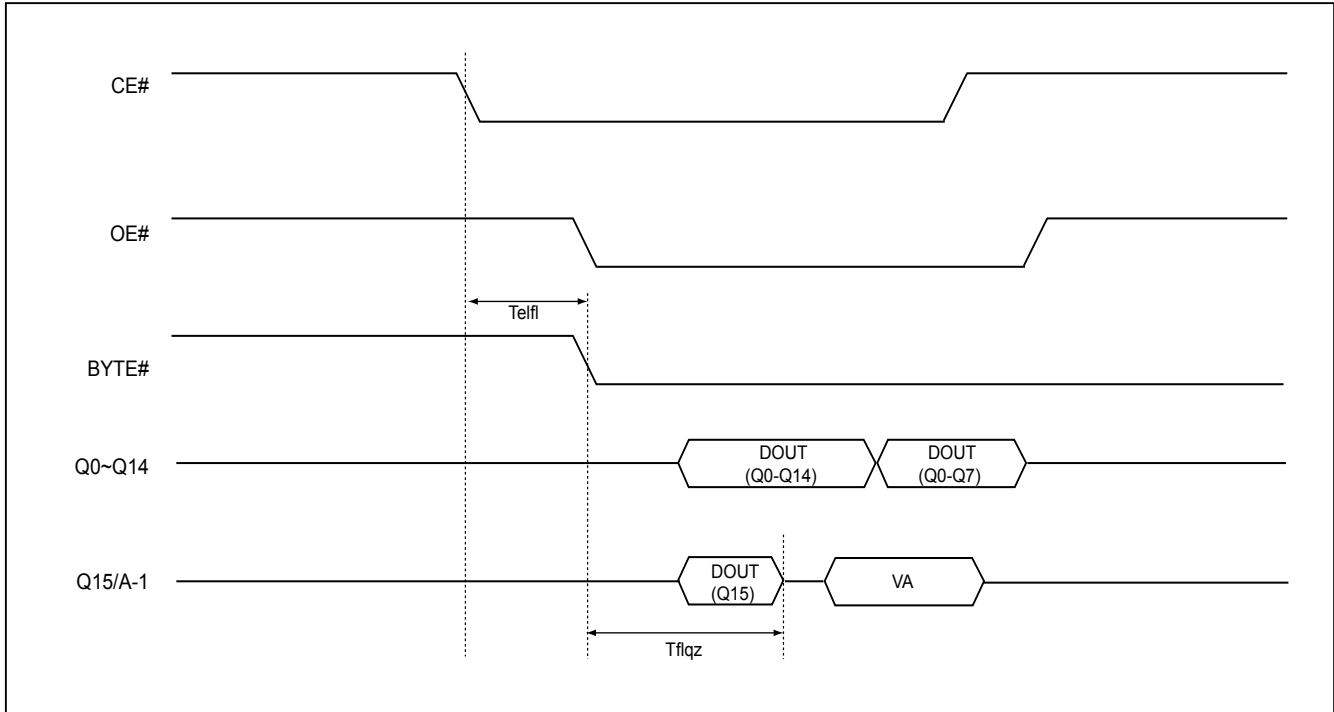 CE#
OE#
Telfl
BYTE#
Q0~Q14
DOUT
(Q0-Q14)
DOUT
(Q0-Q7)
Q15/A-1
DOUT
(Q15)
VA
Tflqz